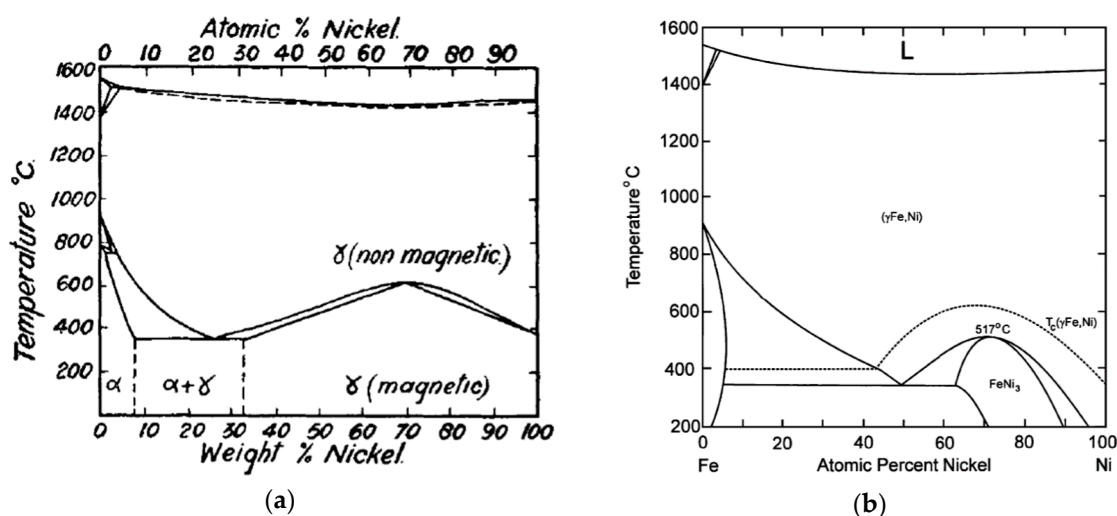 Atomic % Nickel.
0 10 20 30 40 50 60 70 80 90
1600
1400
1200
1000
800
600
400
200
Temperature °C.
γ (non magnetic.)
α
α+γ
γ (magnetic)
0 10 20 30 40 50 60 70 80 90 100
Weight % Nickel.
(a)
1600
1400
1200
1000
800
600
400
200
Temperature °C
L
(γFe,Ni)
Tc(γFe,Ni)
517°C
FeNi3
0 20 40 60 80 100
Fe Atomic Percent Nickel Ni
(b)